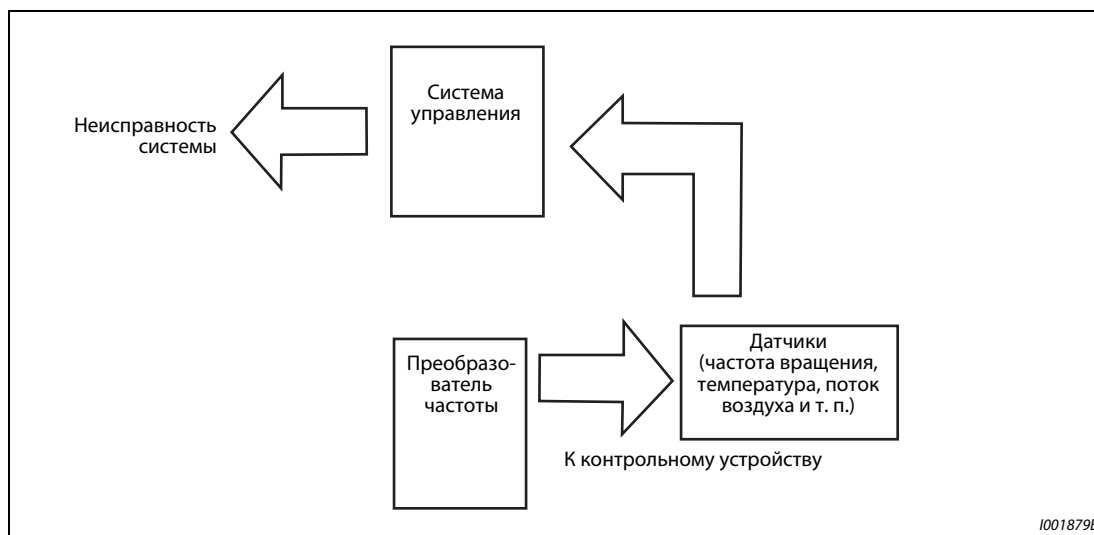 Система
управления
Неисправность
системы
Преобразо-
ватель
частоты
Датчики
(частота вращения,
температура, поток
воздуха и т. п.)
К контрольному устройству
I001879E